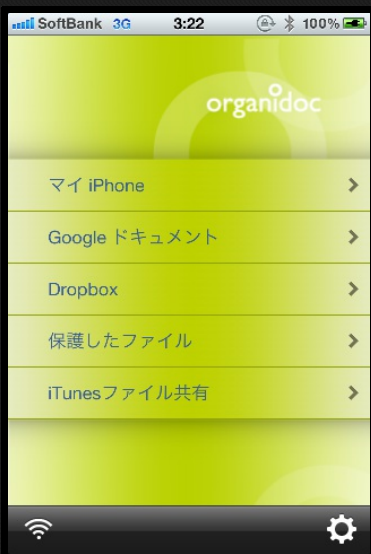 SoftBank 3G 3:22 100%
organidoc
マイ iPhone
Google ドキュメント
Dropbox
保護したファイル
iTunesファイル共有